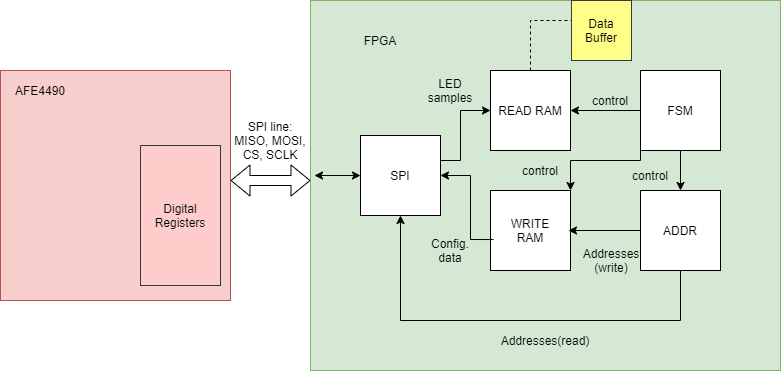 Data
Buffer
FPGA
AFE4490
LED
samples
READ RAM
control
FSM
SPI line:
MISO, MOSI,
CS, SCLK
SPI
control
control
Digital
Registers
WRITE
RAM
ADDR
Config.
data
Addresses
(write)
Addresses(read)